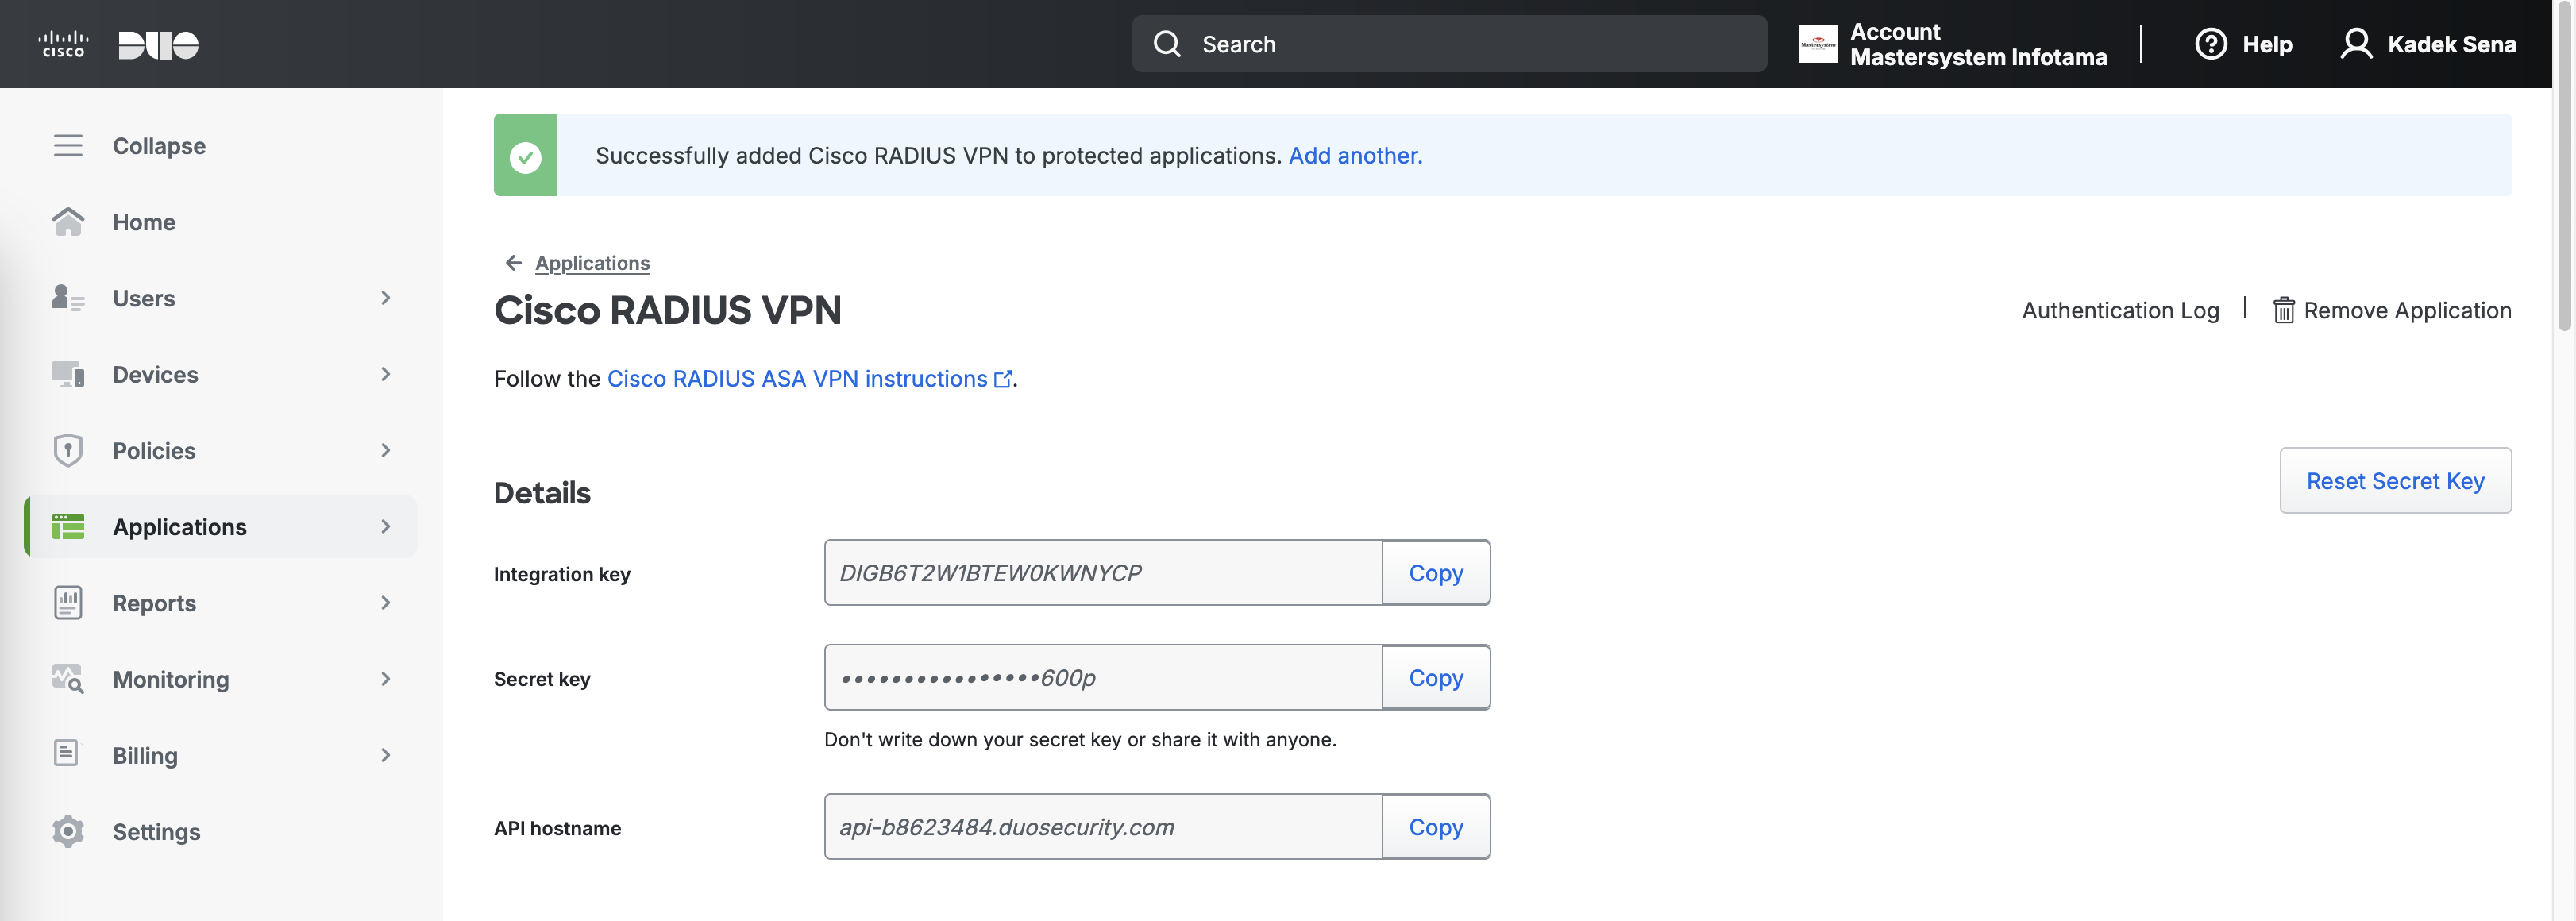 CISCO DUO
Search
Account
Mastersystem Infotama
Help
Kadek Sena
Collapse
Home
Users
Devices
Policies
Applications
Reports
Monitoring
Billing
Settings
Successfully added Cisco RADIUS VPN to protected applications. Add another.
Applications
Cisco RADIUS VPN
Authentication Log
Remove Application
Follow the Cisco RADIUS ASA VPN instructions.
Details
Reset Secret Key
Integration key
DIGB6T2W1BTEW0KWNYCP
Copy
Secret key
••••••••••••••••600p
Copy
Don't write down your secret key or share it with anyone.
API hostname
api-b8623484.duosecurity.com
Copy